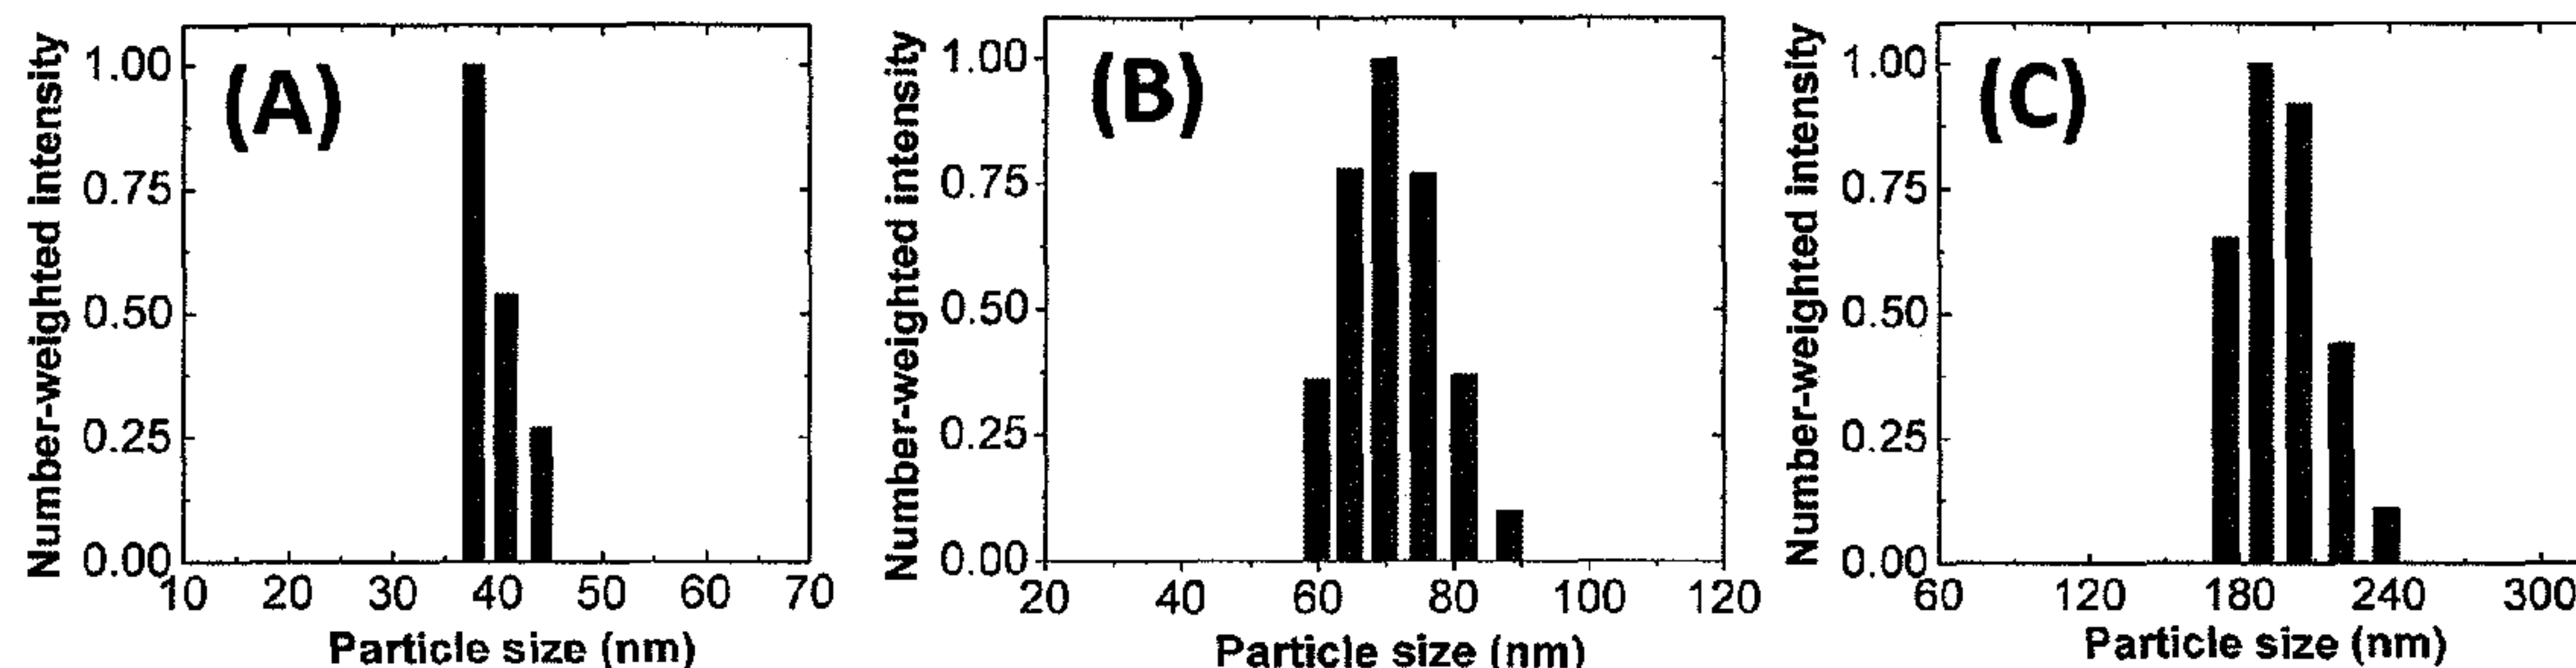 (A)
Number-weighted intensity
1.00
0.75
0.50
0.25
0.00
10 20 30 40 50 60 70
Particle size (nm)
(B)
Number-weighted intensity
1.00
0.75
0.50
0.25
0.00
20 40 60 80 100 120
Particle size (nm)
(C)
Number-weighted intensity
1.00
0.75
0.50
0.25
0.00
60 120 180 240 300
Particle size (nm)